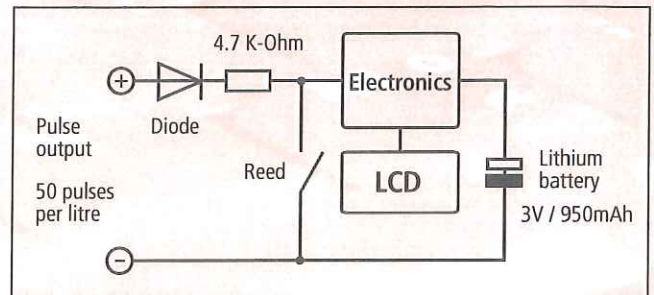 4.7 K-Ohm
Electronics
Pulse
output
Diode
50 pulses
per litre
Reed
LCD
Lithium
battery
3V / 950mAh